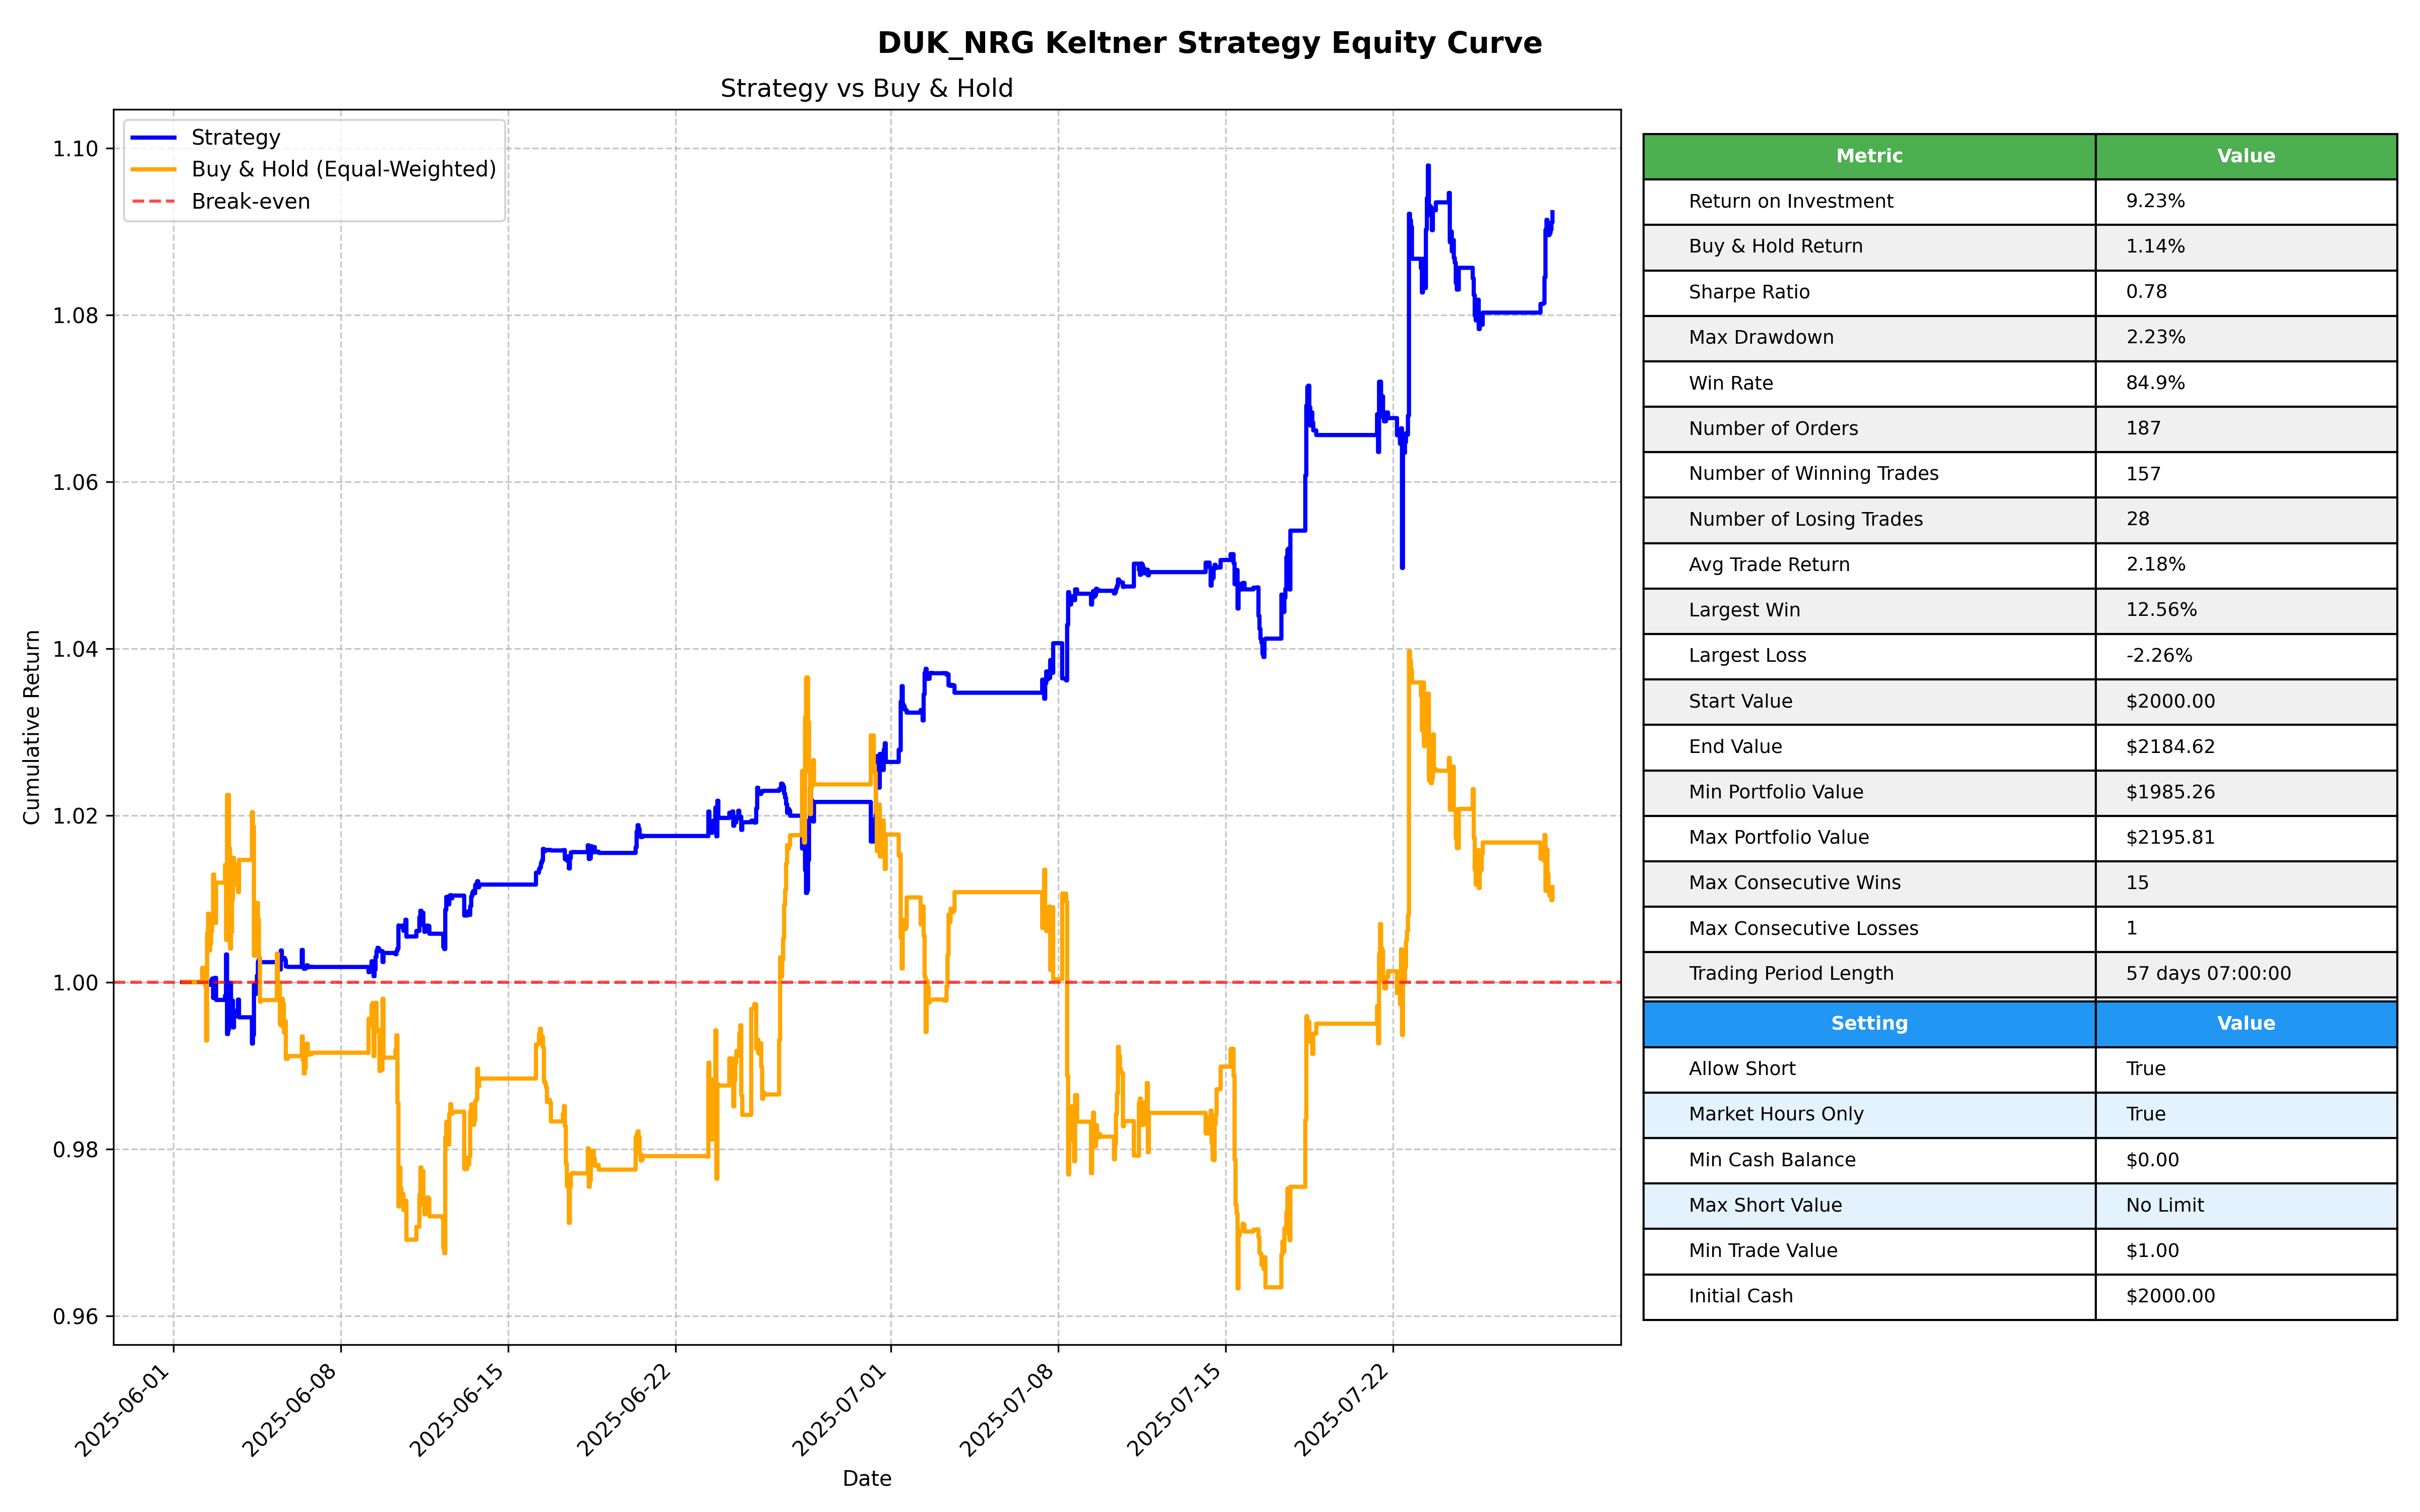 DUK_NRG Keltner Strategy Equity Curve
Strategy vs Buy & Hold
Strategy
Buy & Hold (Equal-Weighted)
Break-even
Cumulative Return
1.10
1.08
1.06
1.04
1.02
1.00
0.98
0.96
2025-06-01
2025-06-08
2025-06-15
2025-06-22
2025-07-01
2025-07-08
2025-07-15
2025-07-22
Date
Metric Value
Return on Investment 9.23%
Buy & Hold Return 1.14%
Sharpe Ratio 0.78
Max Drawdown 2.23%
Win Rate 84.9%
Number of Orders 187
Number of Winning Trades 157
Number of Losing Trades 28
Avg Trade Return 2.18%
Largest Win 12.56%
Largest Loss -2.26%
Start Value $2000.00
End Value $2184.62
Min Portfolio Value $1985.26
Max Portfolio Value $2195.81
Max Consecutive Wins 15
Max Consecutive Losses 1
Trading Period Length 57 days 07:00:00
Setting Value
Allow Short True
Market Hours Only True
Min Cash Balance $0.00
Max Short Value No Limit
Min Trade Value $1.00
Initial Cash $2000.00